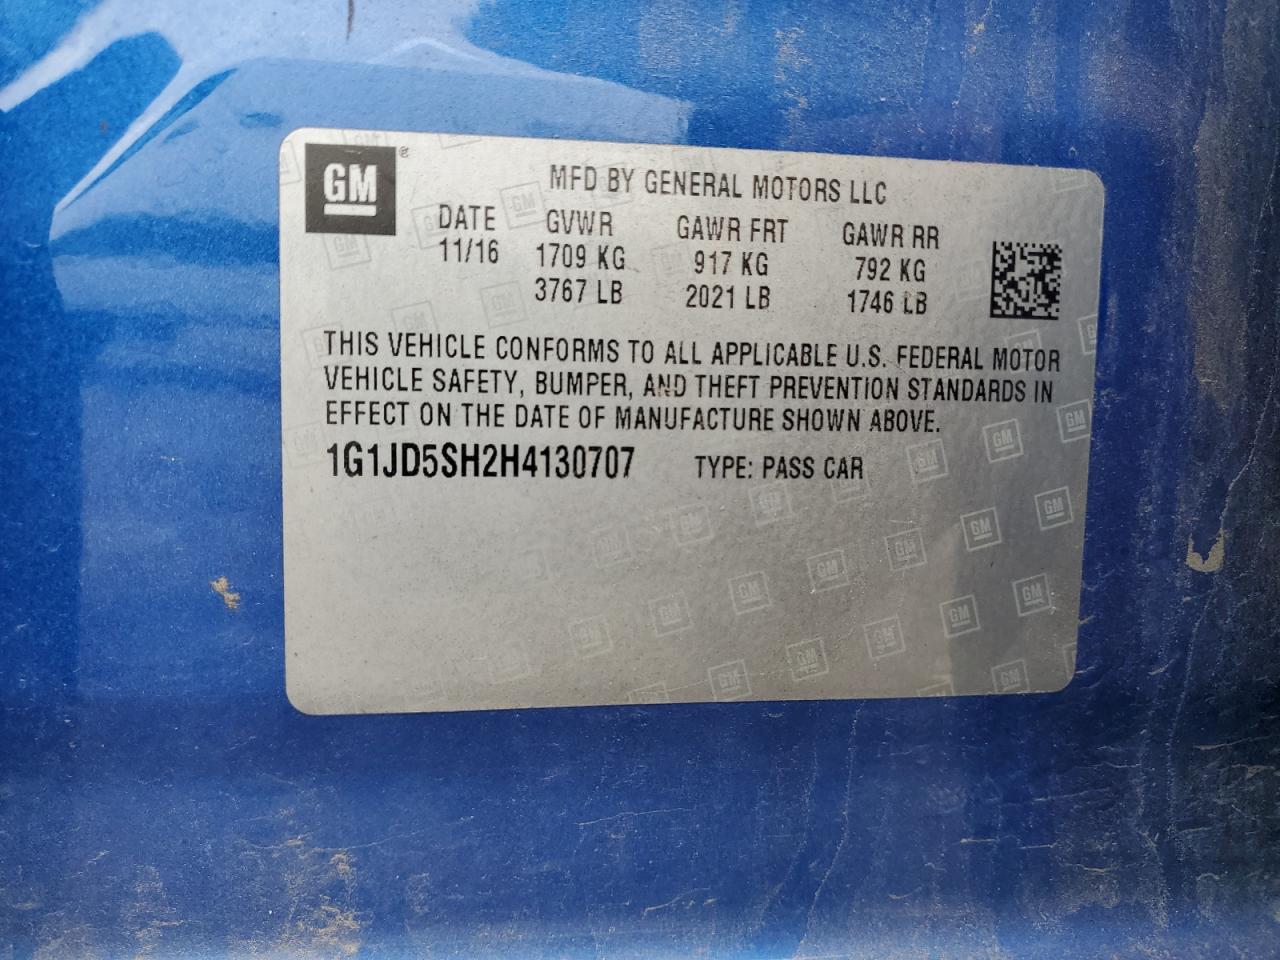 GM ®
MFD BY GENERAL MOTORS LLC
DATE GVWR GAWR FRT GAWR RR
11/16 1709 KG 917 KG 792 KG
3767 LB 2021 LB 1746 LB
THIS VEHICLE CONFORMS TO ALL APPLICABLE U.S. FEDERAL MOTOR
VEHICLE SAFETY, BUMPER, AND THEFT PREVENTION STANDARDS IN
EFFECT ON THE DATE OF MANUFACTURE SHOWN ABOVE.
1G1JD5SH2H4130707 TYPE: PASS CAR